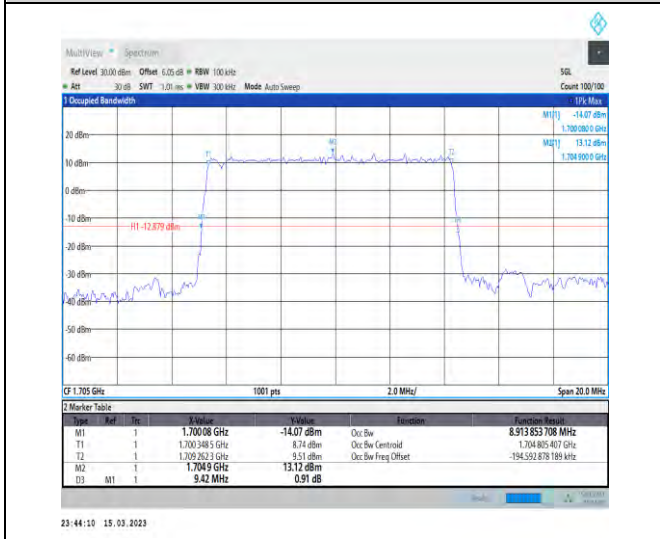 MultiView Spectrum
Ref Level 30.00 dBm Offset 6.05 dB RBW 100 kHz SGL
Att 30 dB SWT 1.01 ms VBW 300 kHz Mode Auto Sweep Count 100/100
1 Occupied Bandwidth 1Pk Max
M1[1] -14.07 dBm
1.700 080 0 GHz
M2[1] 13.12 dBm
1.704 900 0 GHz
20 dBm
M2
T1 T2
10 dBm
0 dBm
-10 dBm
H1 -12.879 dBm
-20 dBm
-30 dBm
-40 dBm
-50 dBm
-60 dBm
CF 1.705 GHz 1001 pts 2.0 MHz/ Span 20.0 MHz
2 Marker Table
Type Ref Trc X-Value Y-Value Function Function Result
M1 1 1.700 08 GHz -14.07 dBm Occ Bw 8.913 853 708 MHz
T1 1 1.700 348 5 GHz 8.74 dBm Occ Bw Centroid 1.704 805 407 GHz
T2 1 1.709 262 3 GHz 9.51 dBm Occ Bw Freq Offset -194.592 878 189 kHz
M2 1 1.704 9 GHz 13.12 dBm
D3 M1 1 9.42 MHz 0.91 dB
23:44:10 15.03.2023